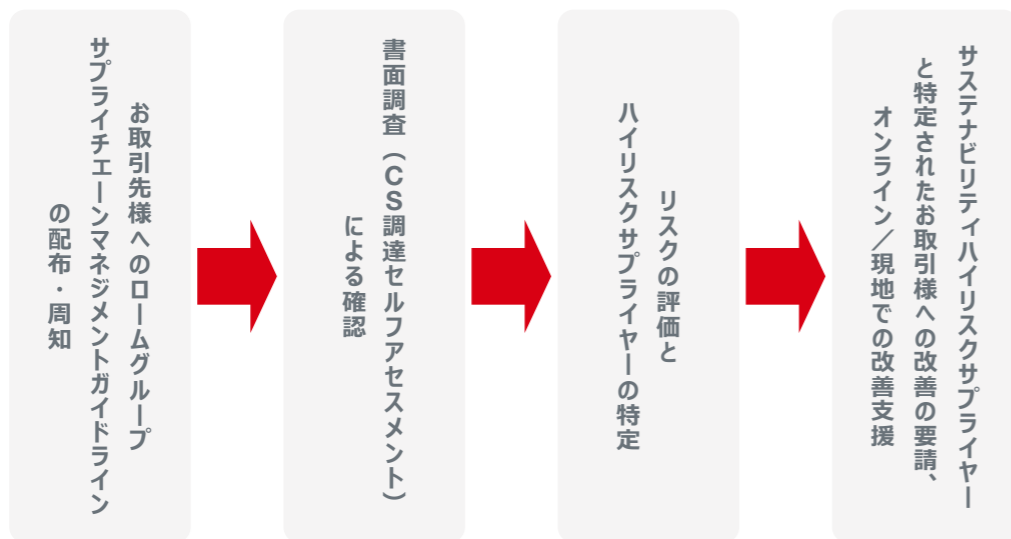 お取引先様へのロームグループ
サプライチェーンマネジメントガイドライン
の配布・周知
書面調査（CS調達セルフアセスメント）
による確認
リスクの評価と
ハイリスクサプライヤーの特定
サステナビリティハイリスクサプライヤー
と特定されたお取引様への改善の要請、
オンライン／現地での改善支援